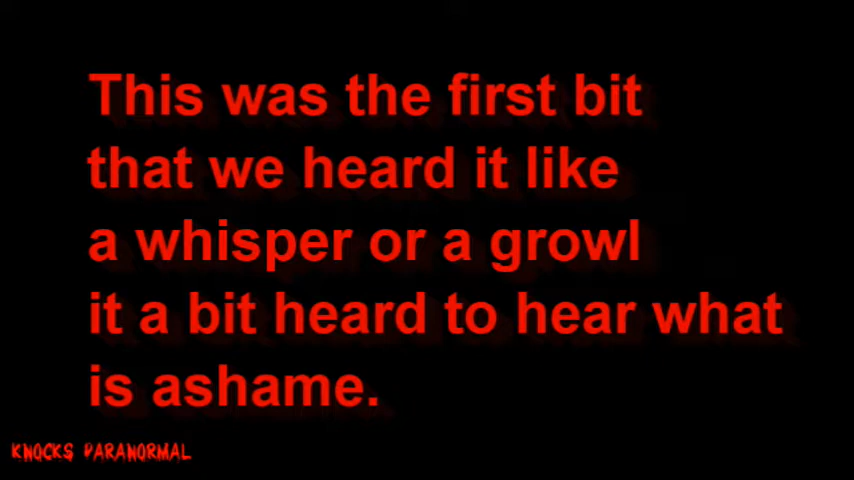 This was the first bit
that we heard it like
a whisper or a growl
it a bit heard to hear what
is ashame.
KNOCKS PARANORMAL